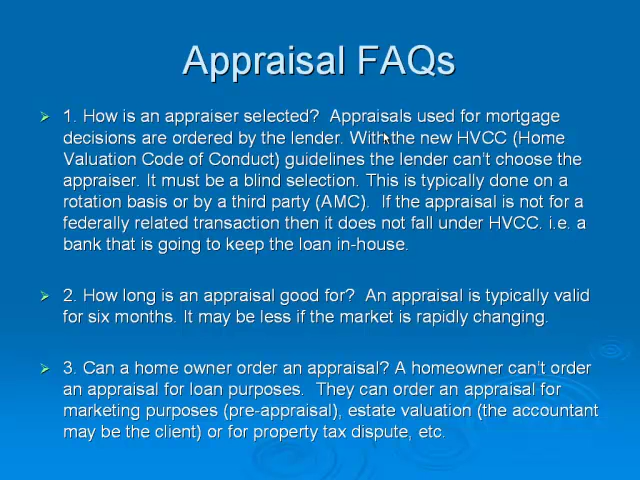 Appraisal FAQs
1. How is an appraiser selected?  Appraisals used for mortgage
decisions are ordered by the lender. With the new HVCC (Home
Valuation Code of Conduct) guidelines the lender can't choose the
appraiser. It must be a blind selection. This is typically done on a
rotation basis or by a third party (AMC).  If the appraisal is not for a
federally related transaction then it does not fall under HVCC. i.e. a
bank that is going to keep the loan in-house.
2. How long is an appraisal good for?  An appraisal is typically valid
for six months. It may be less if the market is rapidly changing.
3. Can a home owner order an appraisal? A homeowner can't order
an appraisal for loan purposes.  They can order an appraisal for
marketing purposes (pre-appraisal), estate valuation (the accountant
may be the client) or for property tax dispute, etc.